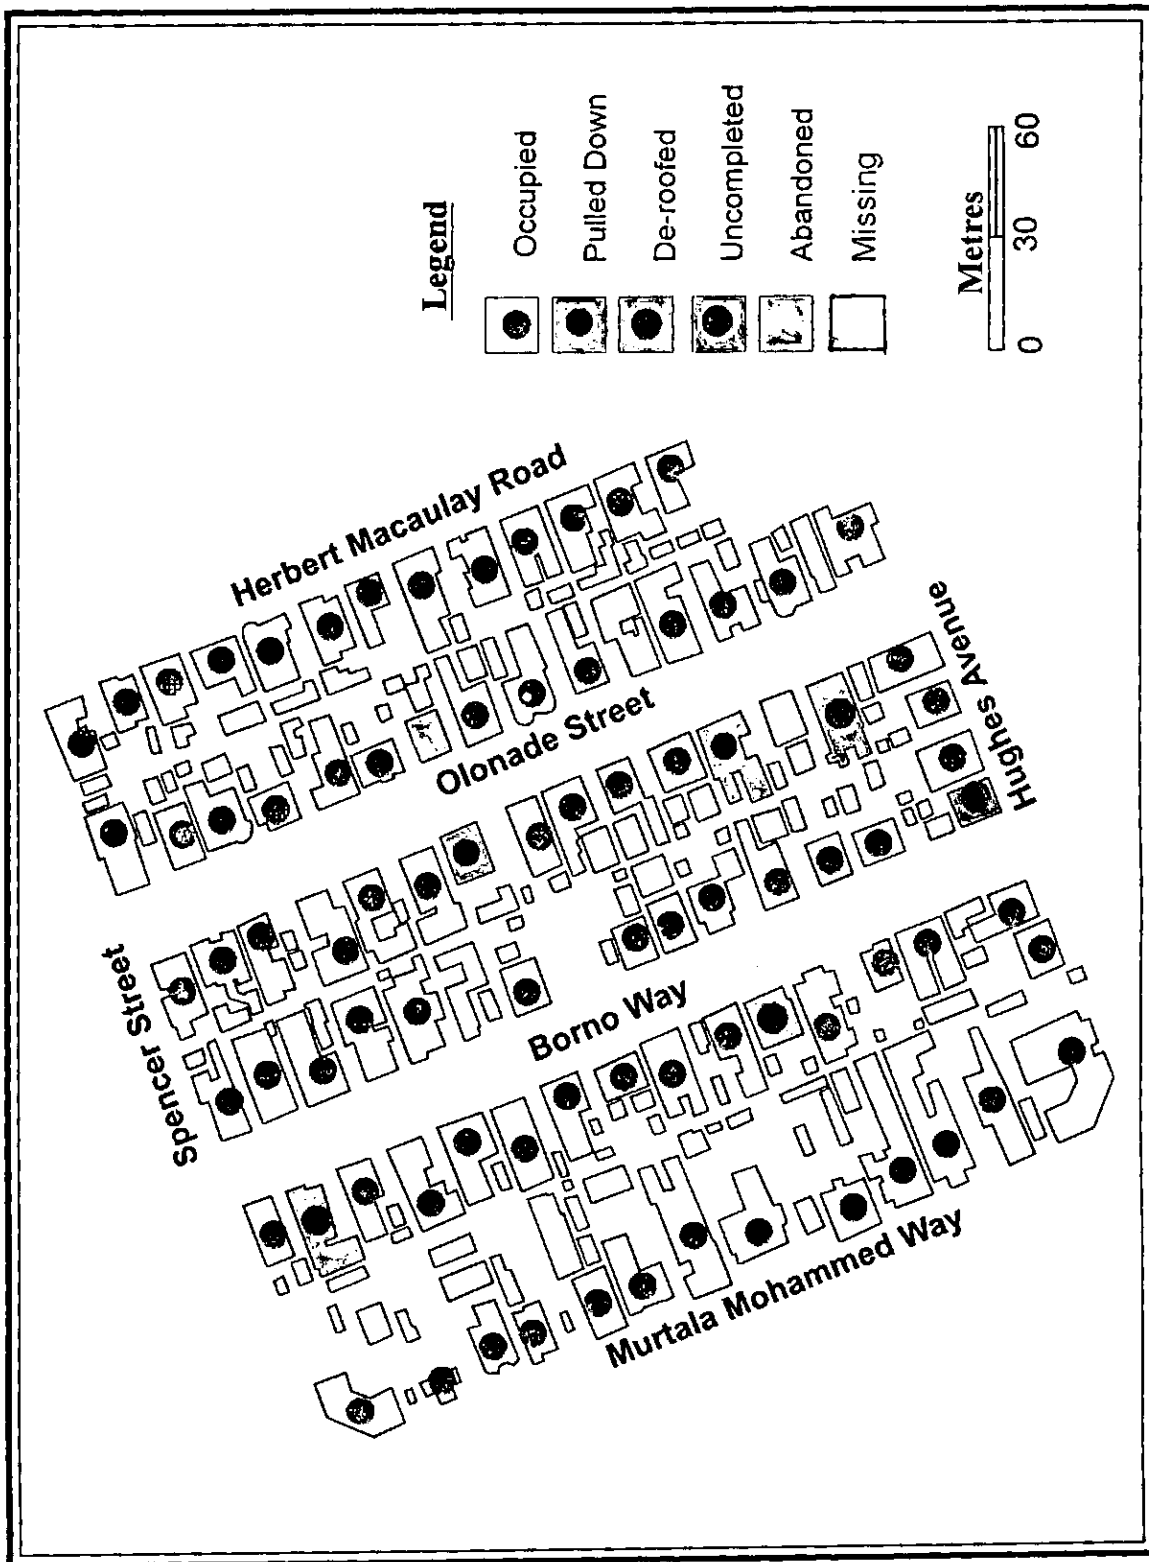 Legend
Occupied
Pulled Down
De-roofed
Uncompleted
Abandoned
Missing
Metres
0 30 60
Herbert Macaulay Road
Olonade Street
Spencer Street
Borno Way
Hughes Avenue
Murtala Mohammed Way